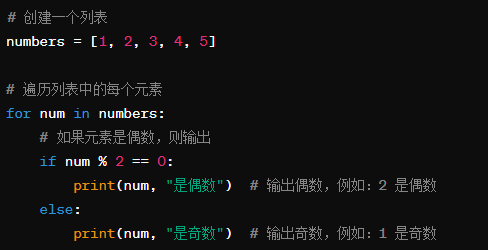 # 创建一个列表
numbers = [1, 2, 3, 4, 5]
# 遍历列表中的每个元素
for num in numbers:
    # 如果元素是偶数，则输出
    if num % 2 == 0:
        print(num, "是偶数")  # 输出偶数，例如：2 是偶数
    else:
        print(num, "是奇数")  # 输出奇数，例如：1 是奇数